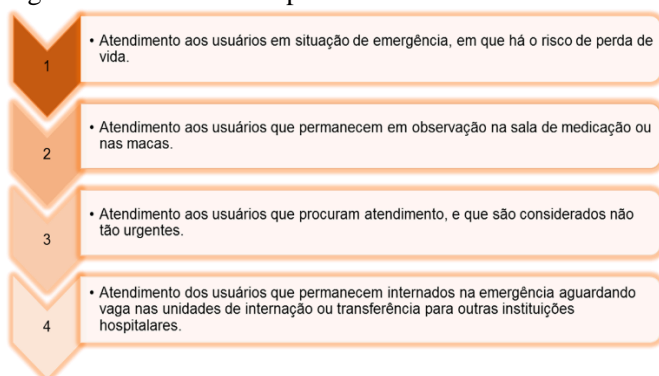 1
• Atendimento aos usuários em situação de emergência, em que há o risco de perda de
vida.
2
• Atendimento aos usuários que permanecem em observação na sala de medicação ou
nas macas.
3
• Atendimento aos usuários que procuram atendimento, e que são considerados não
tão urgentes.
4
• Atendimento dos usuários que permanecem internados na emergência aguardando
vaga nas unidades de internação ou transferência para outras instituições
hospitalares.